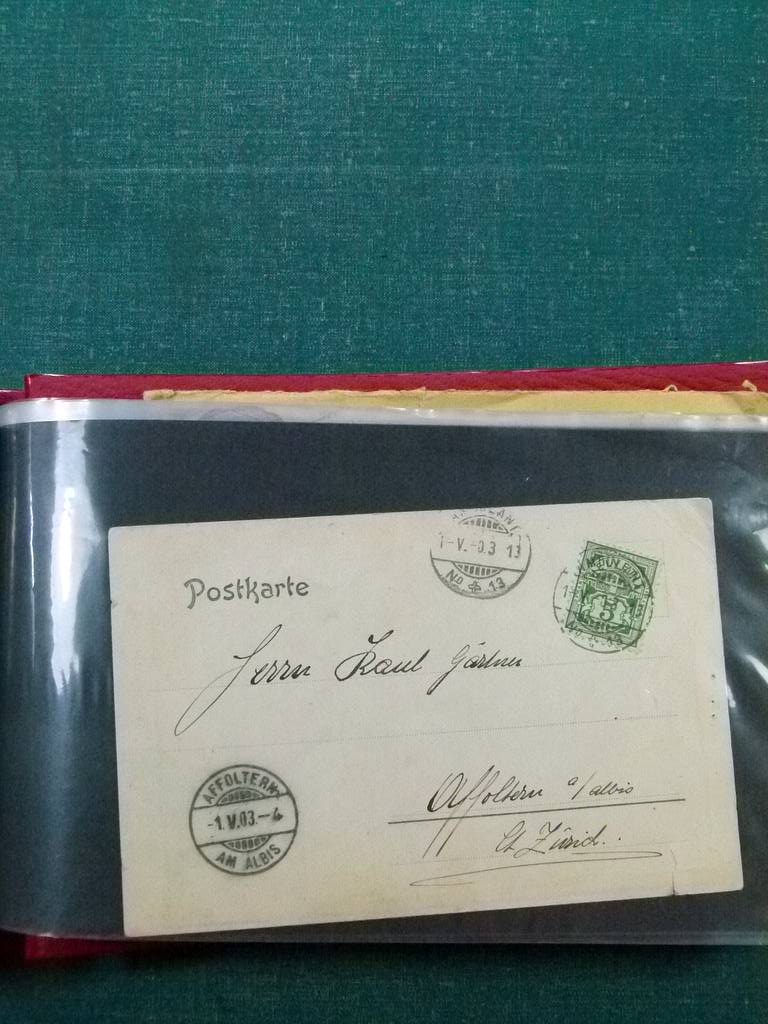 1-V.-03 13
No 13
5
Postkarte
Herrn Kaul Gärtner
AFFOLTERN
-1.V.03.-4
AM ALBIS
Affoltern a/albis
Ct. Zürich.